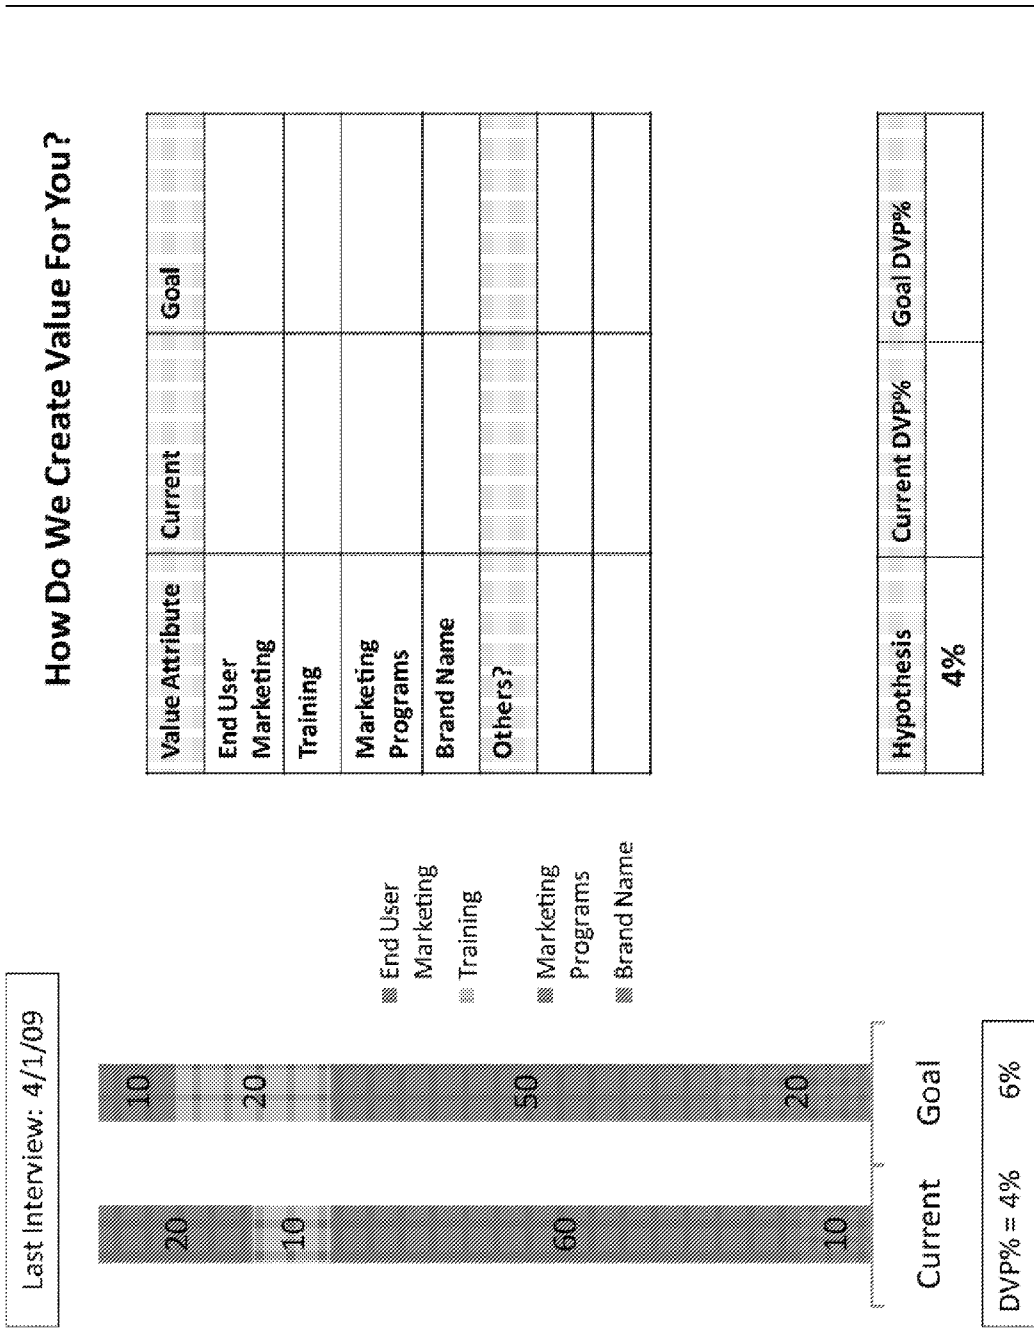 How Do We Create Value For You?
Last Interview: 4/1/09
10
20
50
20
20
10
60
10
Current
Goal
DVP% = 4%
6%
End User
Marketing
Training
Marketing
Programs
Brand Name
Value Attribute
Current
Goal
End User
Marketing
Training
Marketing
Programs
Brand Name
Others?
Hypothesis
Current DVP%
Goal DVP%
4%